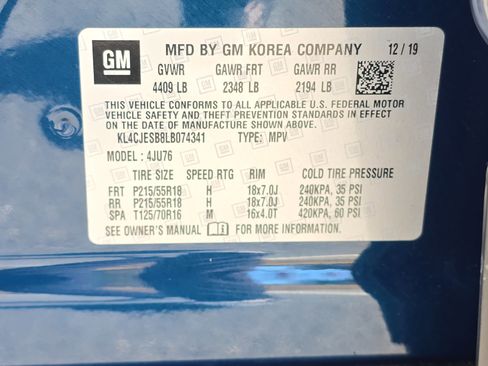 GM
MFD BY GM KOREA COMPANY 12/19
GVWR GAWR FRT GAWR RR
4409 LB 2348 LB 2194 LB
THIS VEHICLE CONFORMS TO ALL APPLICABLE U.S. FEDERAL MOTOR
VEHICLE SAFETY, BUMPER, AND THEFT PREVENTION STANDARDS IN
EFFECT ON THE DATE OF MANUFACTURE SHOWN ABOVE.
KL4CJESB8LB074341 TYPE: MPV
MODEL : 4JU76
TIRE SIZE SPEED RTG RIM COLD TIRE PRESSURE
FRT P215/55R18 H 18x7.0J 240KPA, 35 PSI
RR P215/55R18 H 18x7.0J 240KPA, 35 PSI
SPA T125/70R16 M 16x4.0T 420KPA, 60 PSI
SEE OWNER'S MANUAL FOR MORE INFORMATION.